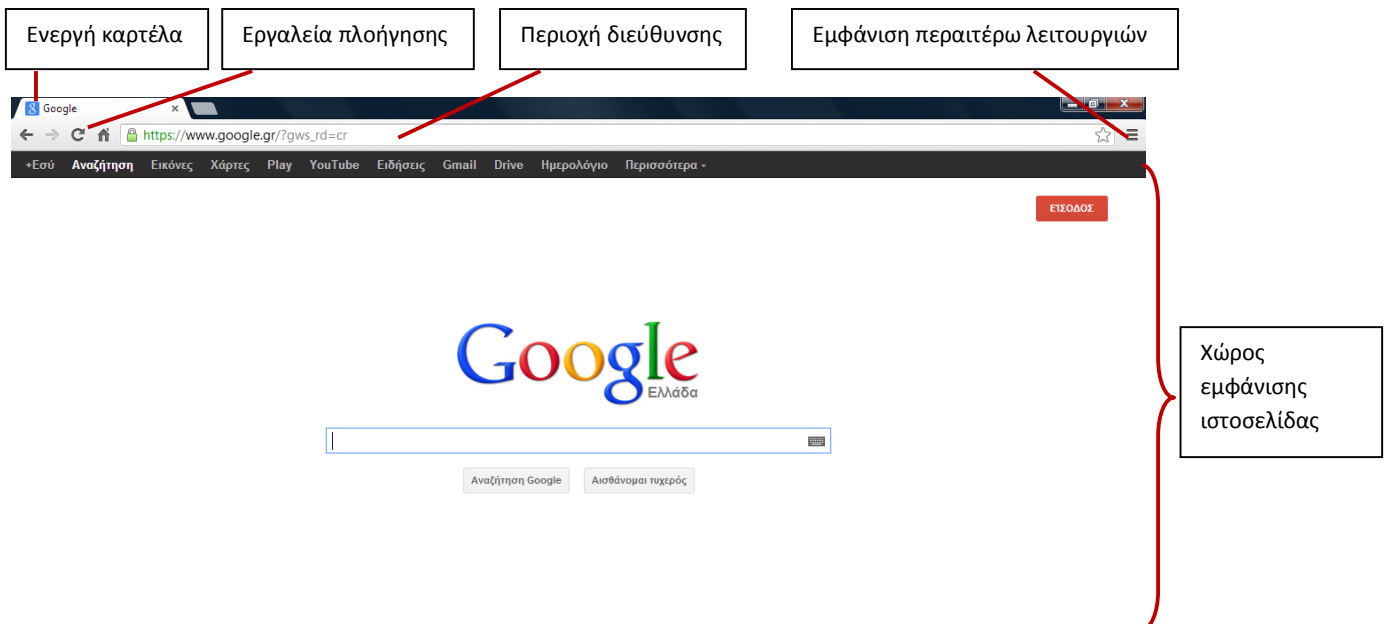 Ενεργή καρτέλα
Εργαλεία πλοήγησης
Περιοχή διεύθυνσης
Εμφάνιση περαιτέρω λειτουργιών
Google
https://www.google.gr/?gws_rd=cr
+Εσύ Αναζήτηση Εικόνες Χάρτες Play YouTube Ειδήσεις Gmail Drive Ημερολόγιο Περισσότερα
ΕΊΣΟΔΟΣ
Google
Ελλάδα
Χώρος
εμφάνισης
ιστοσελίδας
Αναζήτηση Google Αισθάνομαι τυχερός